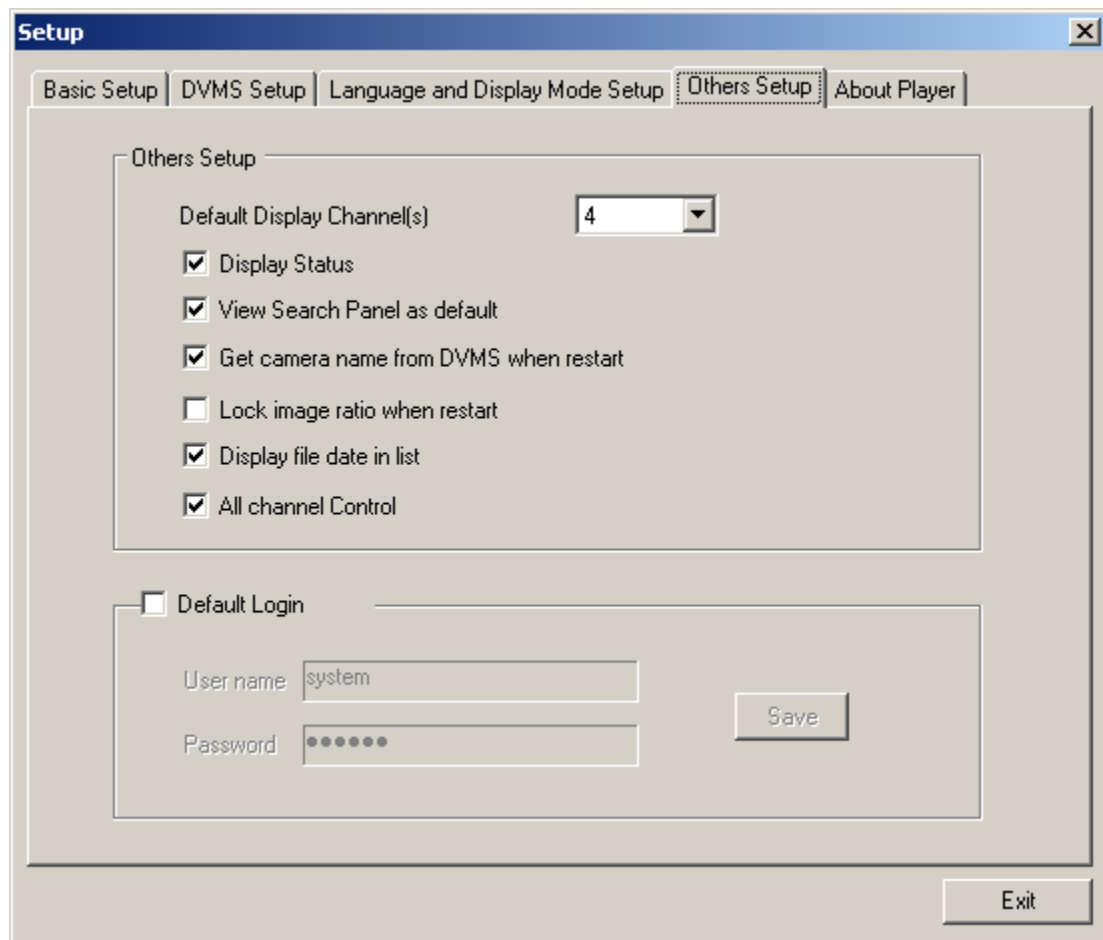 Setup
Basic Setup DVMS Setup Language and Display Mode Setup Others Setup About Player
Others Setup
Default Display Channel(s) 4
Display Status
View Search Panel as default
Get camera name from DVMS when restart
Lock image ratio when restart
Display file date in list
All channel Control
Default Login
User name system
Password ●●●●●●
Save
Exit